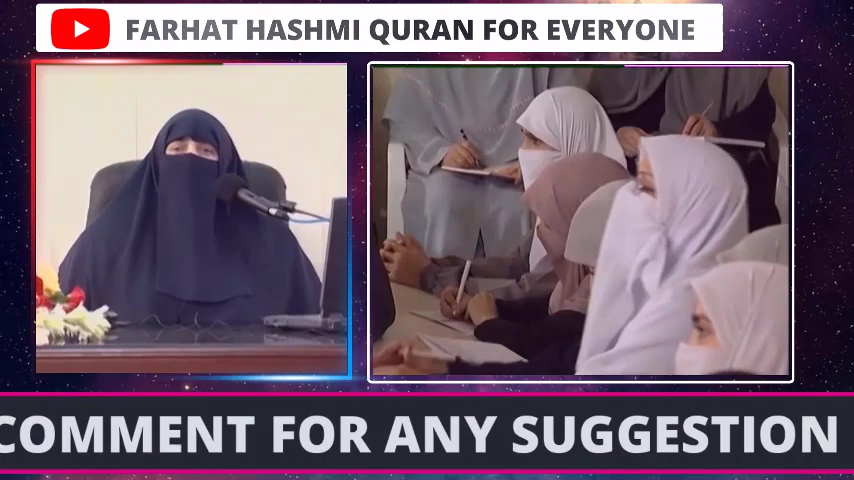 FARHAT HASHMI QURAN FOR EVERYONE
COMMENT FOR ANY SUGGESTION